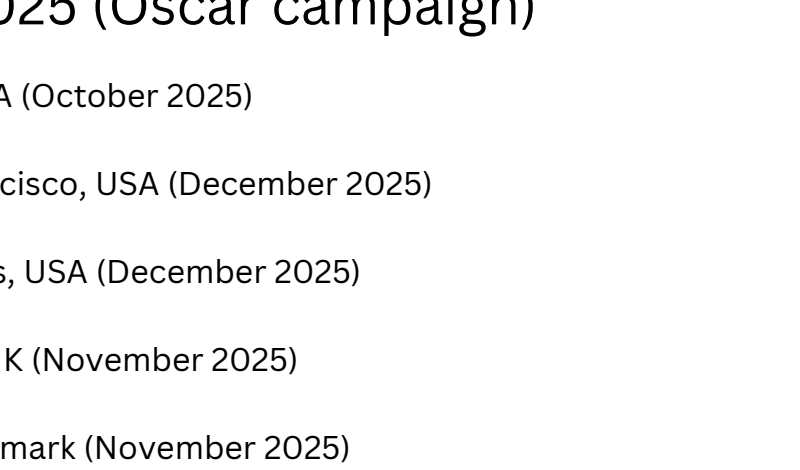 025 (Oscar campaign)
A (October 2025)
cisco, USA (December 2025)
s, USA (December 2025)
K (November 2025)
mark (November 2025)